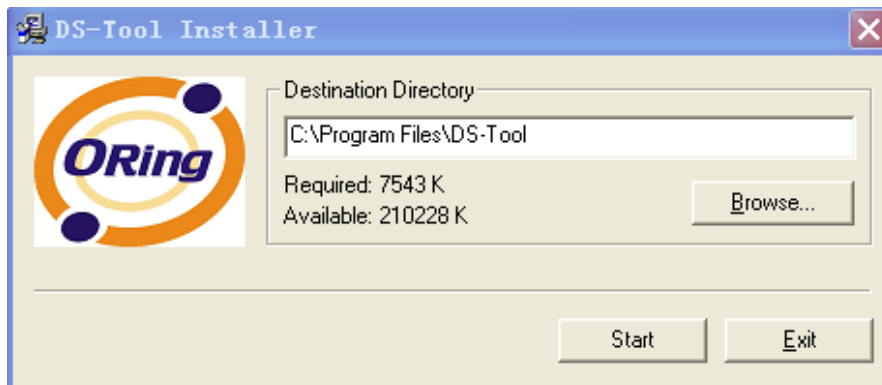 DS-Tool Installer
ORing
Destination Directory
C:\Program Files\DS-Tool
Required: 7543 K
Available: 210228 K
Browse...
Start
Exit